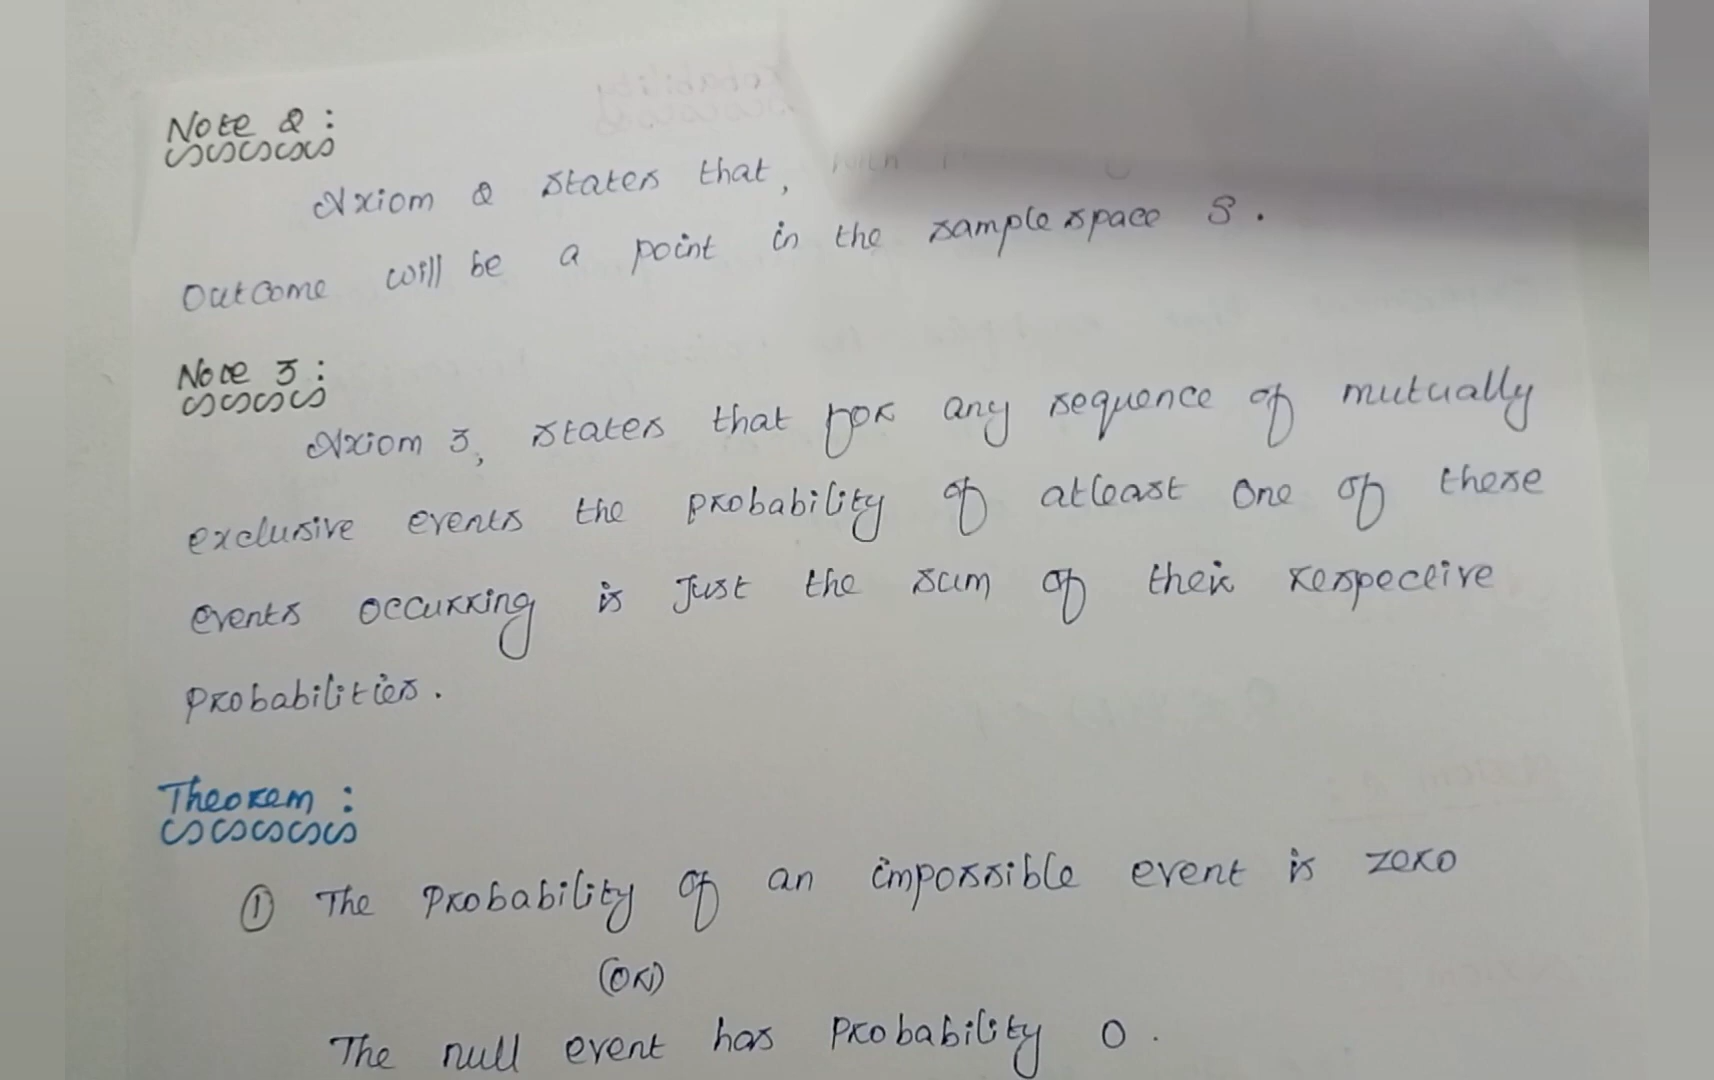 Note 2 :
Axiom 2 states that,
Outcome will be a point in the sample space S.
Note 3 :
Axiom 3, states that for any sequence of mutually
exclusive events the probability of atleast one of these
events occurring is Just the sum of their respective
probabilities.
Theorem :
① The Probability of an impossible event is zero
(OR)
The null event has Probability 0.